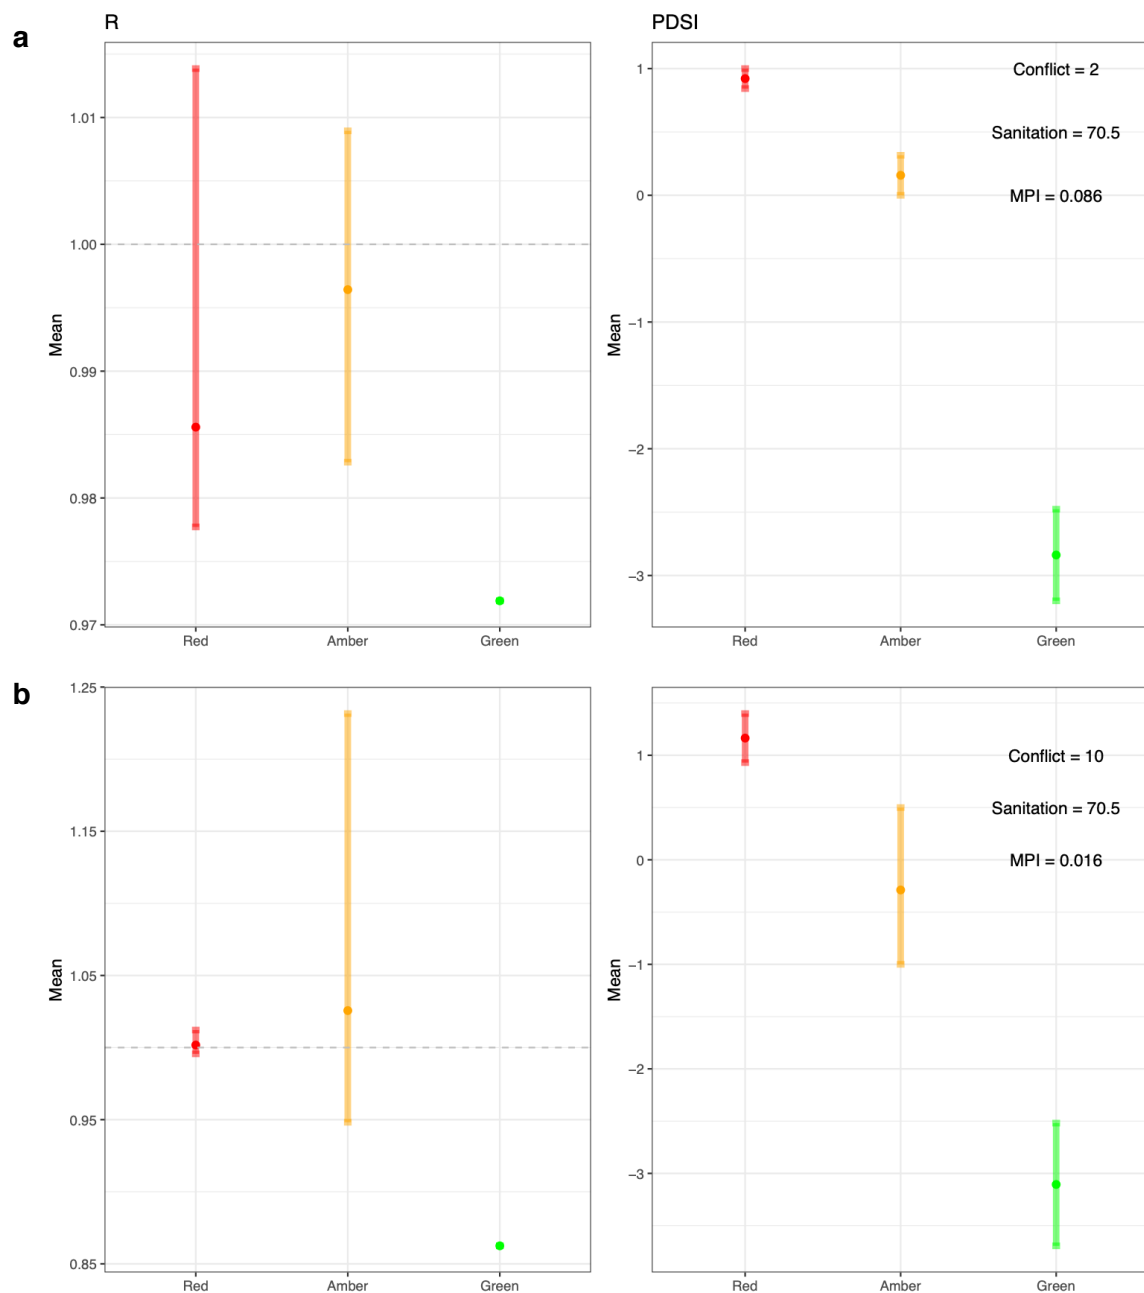 a
R
PDSI
1.01
1.00
0.99
0.98
0.97
Mean
Red
Amber
Green
1
0
−1
−2
−3
Mean
Conflict = 2
Sanitation = 70.5
MPI = 0.086
Red
Amber
Green
b
1.25
1.15
1.05
0.95
0.85
Mean
Red
Amber
Green
1
0
−1
−2
−3
Mean
Conflict = 10
Sanitation = 70.5
MPI = 0.016
Red
Amber
Green